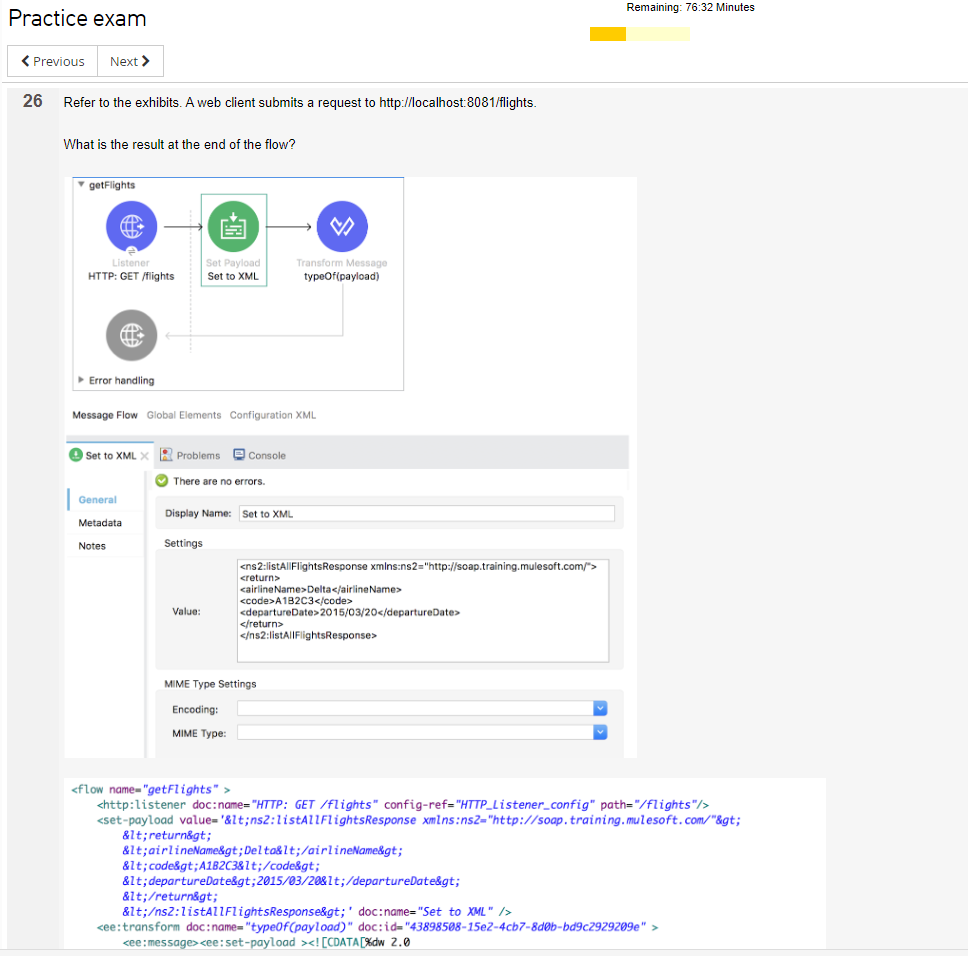 Practice exam
Remaining: 76:32 Minutes
Previous
Next
26
Refer to the exhibits. A web client submits a request to http://localhost:8081/flights.
What is the result at the end of the flow?
getFlights
Listener
HTTP: GET /flights
Set Payload
Set to XML
Transform Message
typeOf(payload)
Error handling
Message Flow Global Elements Configuration XML
Set to XML Problems Console
There are no errors.
General
Metadata
Notes
Display Name: Set to XML
Settings
Value:
<ns2:listAllFlightsResponse xmlns:ns2="http://soap.training.mulesoft.com/">
<return>
<airlineName>Delta</airlineName>
<code>A1B2C3</code>
<departureDate>2015/03/20</departureDate>
</return>
</ns2:listAllFlightsResponse>
MIME Type Settings
Encoding:
MIME Type:
<flow name="getFlights" >
<http:listener doc:name="HTTP: GET /flights" config-ref="HTTP_Listener_config" path="/flights"/>
<set-payload value='&lt;ns2:listAllFlightsResponse xmlns:ns2="http://soap.training.mulesoft.com/"&gt;
&lt;return&gt;
&lt;airlineName&gt;Delta&lt;/airlineName&gt;
&lt;code&gt;A1B2C3&lt;/code&gt;
&lt;departureDate&gt;2015/03/20&lt;/departureDate&gt;
&lt;/return&gt;
&lt;/ns2:listAllFlightsResponse&gt;' doc:name="Set to XML" />
<ee:transform doc:name="typeOf(payload)" doc:id="43898508-15e2-4cb7-8d0b-bd9c2929209e" >
<ee:message><ee:set-payload ><![CDATA[%dw 2.0